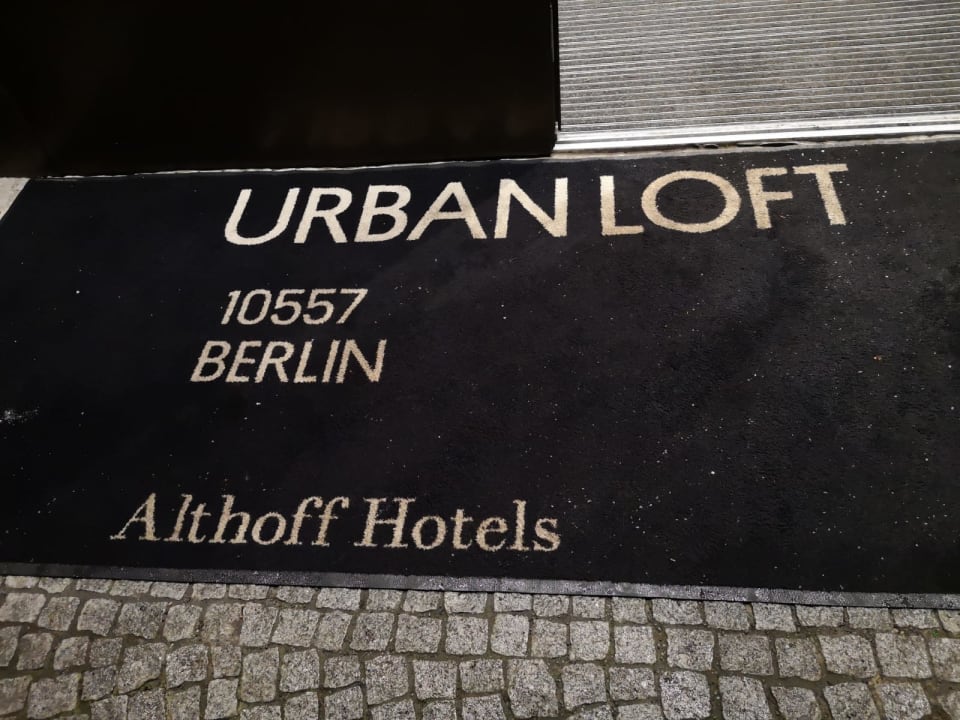 URBAN LOFT
10557
BERLIN
Althoff Hotels